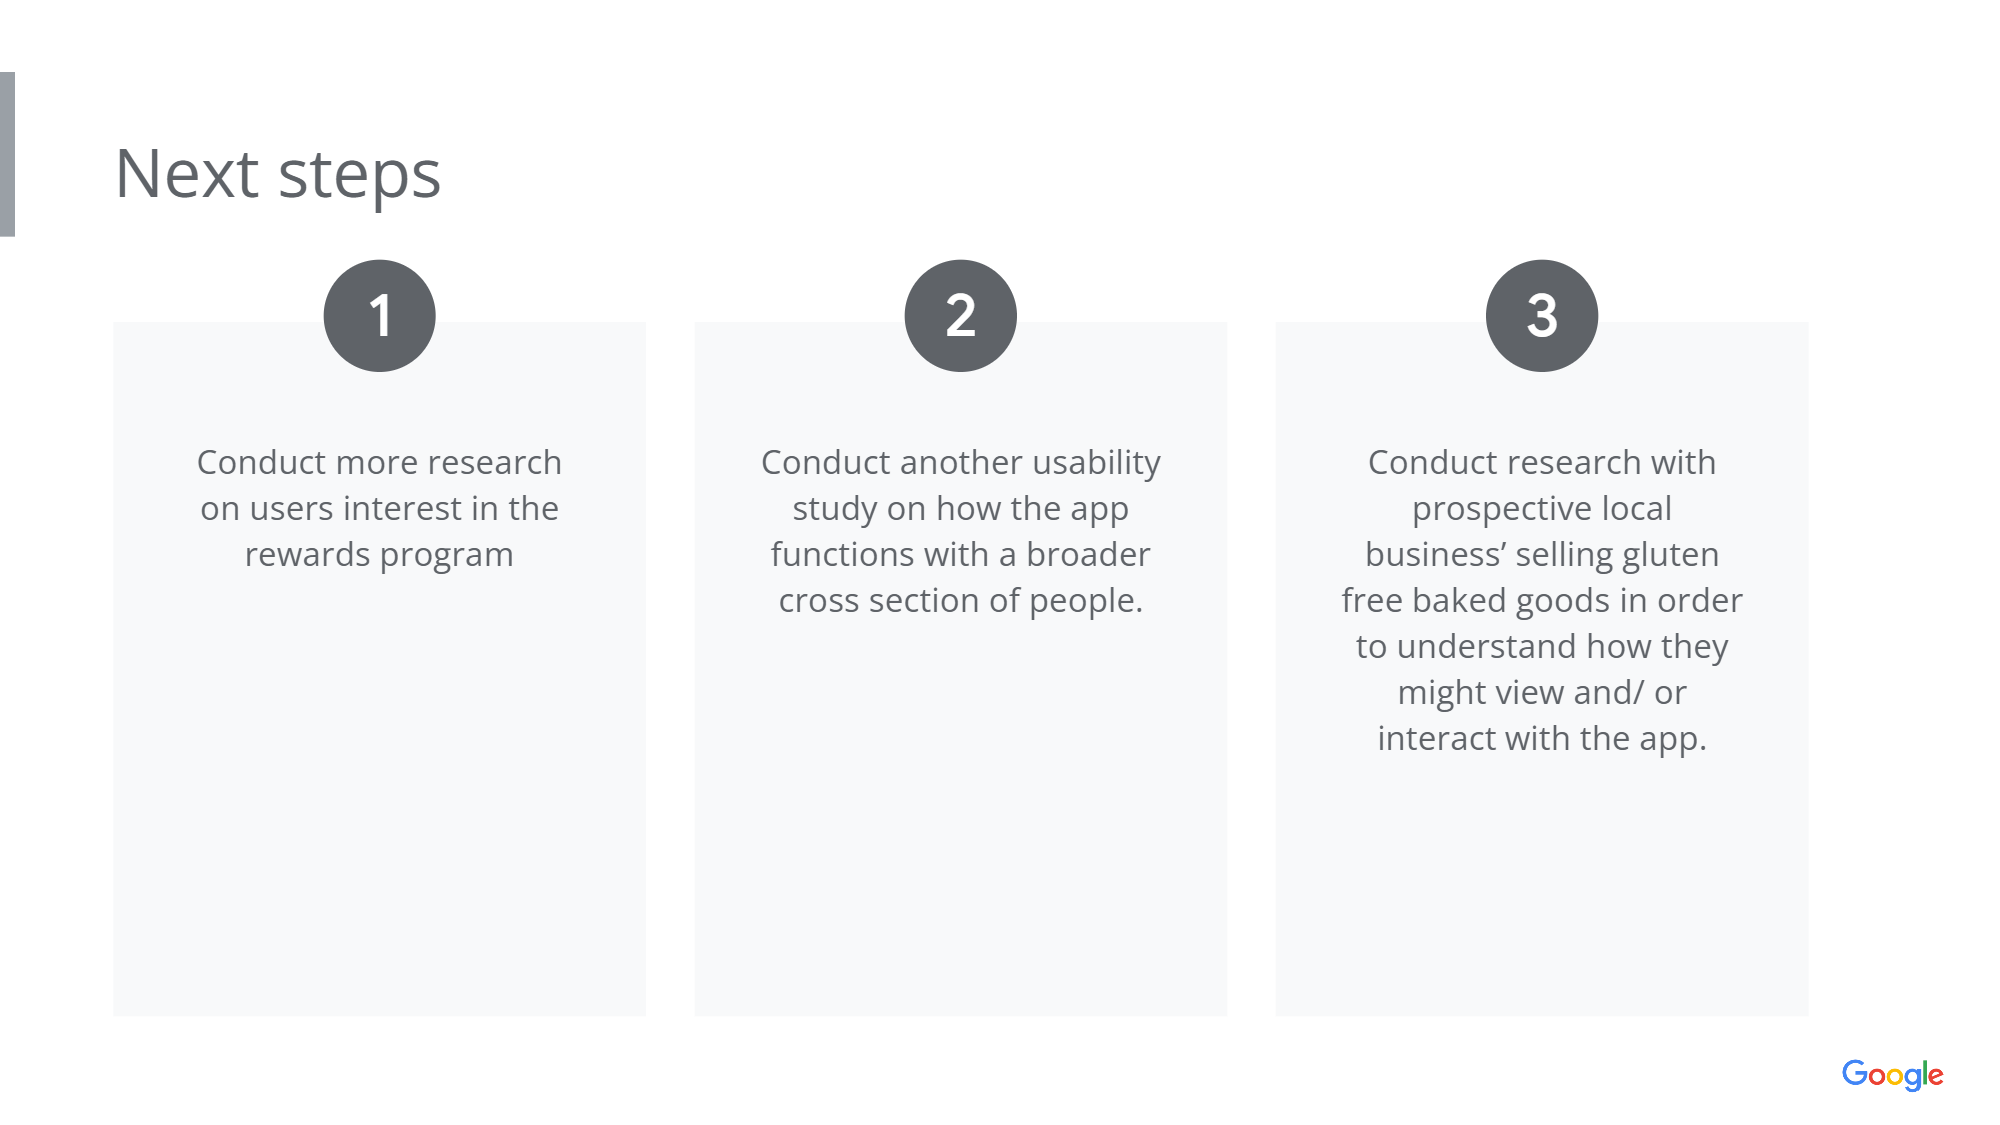 Next steps
1
Conduct more research
on users interest in the
rewards program
2
Conduct another usability
study on how the app
functions with a broader
cross section of people.
3
Conduct research with
prospective local
business’ selling gluten
free baked goods in order
to understand how they
might view and/ or
interact with the app.
Google